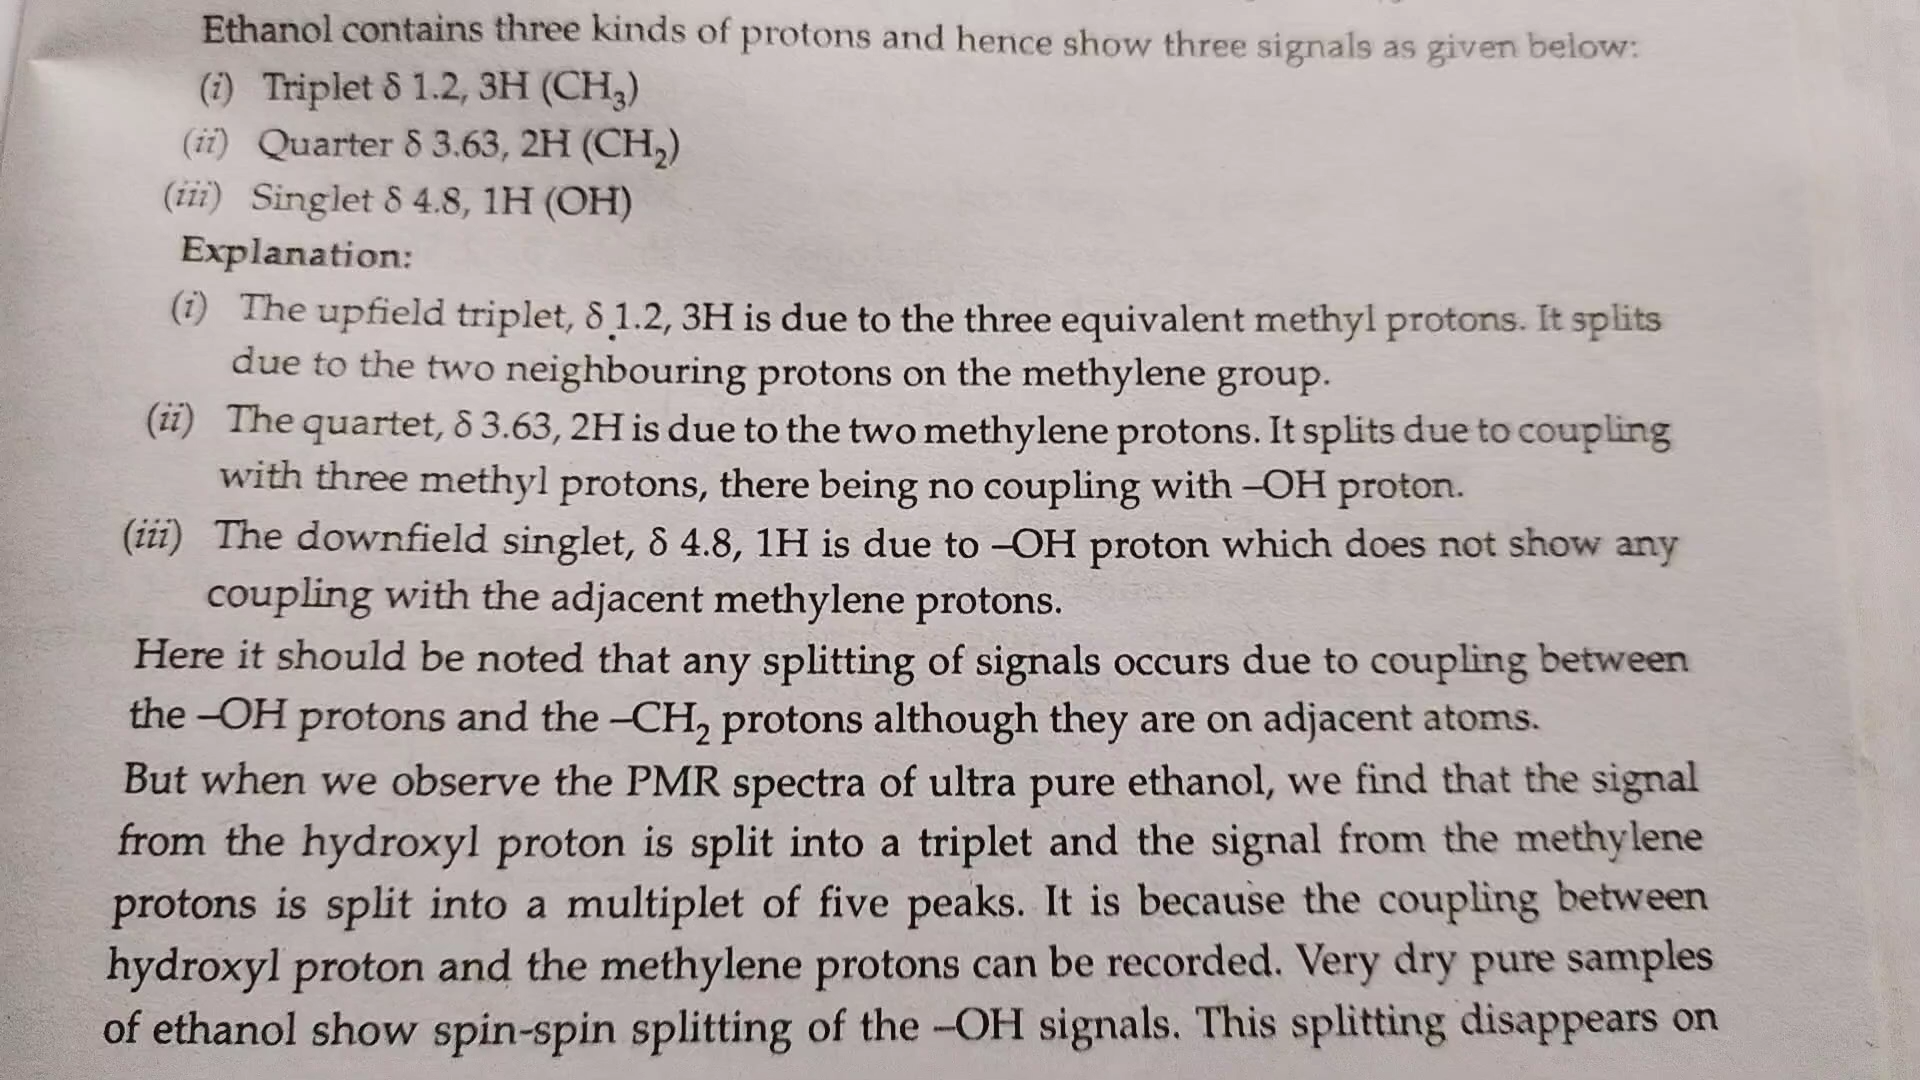 Ethanol contains three kinds of protons and hence show three signals as given below:
(i) Triplet δ 1.2, 3H (CH₃)
(ii) Quarter δ 3.63, 2H (CH₂)
(iii) Singlet δ 4.8, 1H (OH)
Explanation:
(i) The upfield triplet, δ 1.2, 3H is due to the three equivalent methyl protons. It splits
due to the two neighbouring protons on the methylene group.
(ii) The quartet, δ 3.63, 2H is due to the two methylene protons. It splits due to coupling
with three methyl protons, there being no coupling with –OH proton.
(iii) The downfield singlet, δ 4.8, 1H is due to –OH proton which does not show any
coupling with the adjacent methylene protons.
Here it should be noted that any splitting of signals occurs due to coupling between
the –OH protons and the –CH₂ protons although they are on adjacent atoms.
But when we observe the PMR spectra of ultra pure ethanol, we find that the signal
from the hydroxyl proton is split into a triplet and the signal from the methylene
protons is split into a multiplet of five peaks. It is because the coupling between
hydroxyl proton and the methylene protons can be recorded. Very dry pure samples
of ethanol show spin-spin splitting of the –OH signals. This splitting disappears on